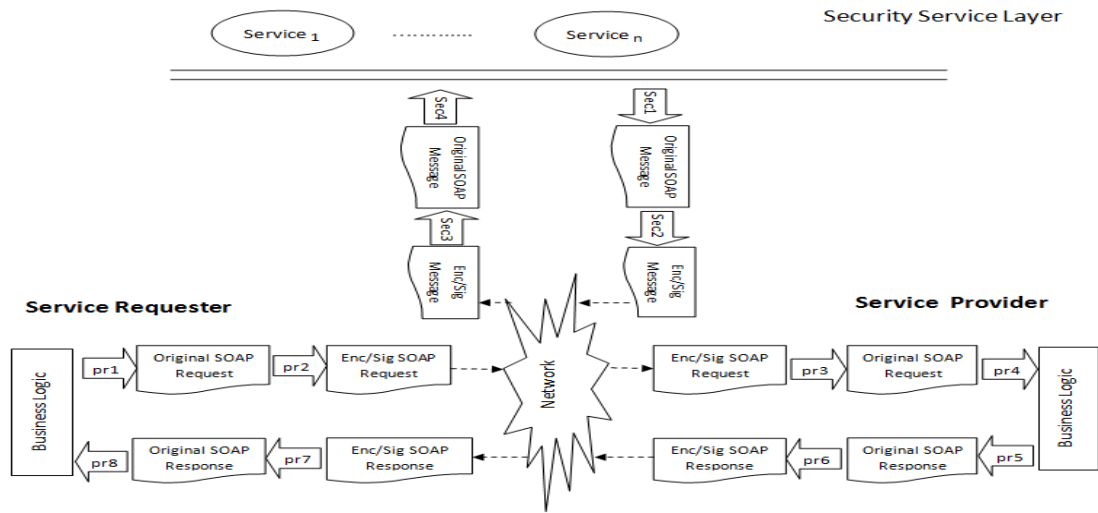 Security Service Layer
Service 1
..............
Service n
Sec4
Sec1
Original SOAP
Message
Original SOAP
Message
Sec3
Sec2
Enc/Sig
Message
Enc/Sig
Message
Service Requester
Service Provider
Business Logic
pr1
Original SOAP
Request
pr2
Enc/Sig SOAP
Request
Network
Enc/Sig SOAP
Request
pr3
Original SOAP
Request
pr4
Business Logic
pr8
Original SOAP
Response
pr7
Enc/Sig SOAP
Response
Enc/Sig SOAP
Response
pr6
Original SOAP
Response
pr5